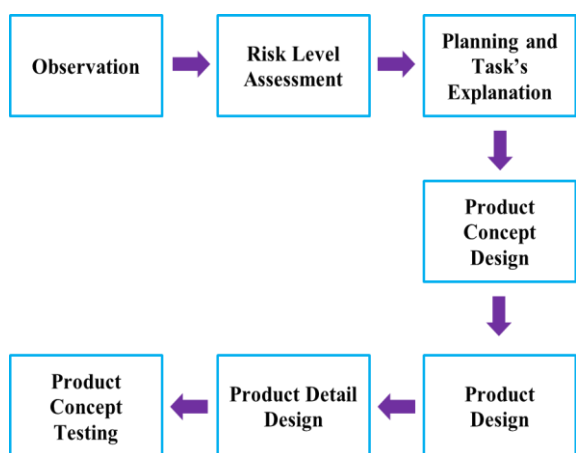 Observation
Risk Level
Assessment
Planning and
Task’s
Explanation
Product
Concept
Design
Product
Design
Product Detail
Design
Product
Concept
Testing